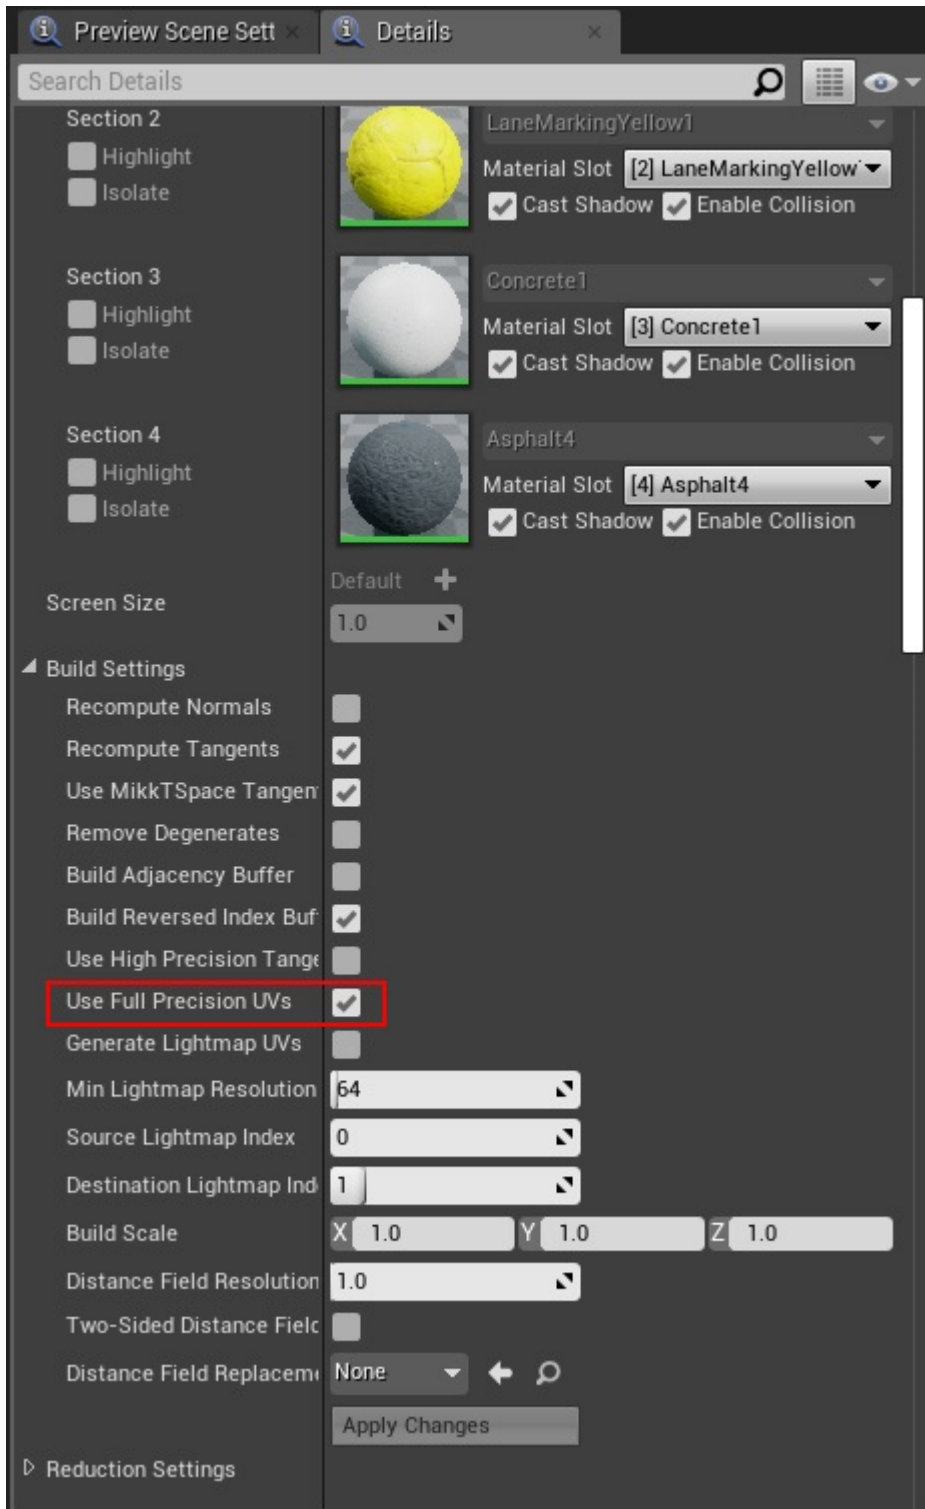 Preview Scene Sett Details
Search Details
Section 2 LaneMarkingYellow1
Highlight Material Slot [2] LaneMarkingYellow
Isolate Cast Shadow Enable Collision
Section 3 Concrete1
Highlight Material Slot [3] Concrete1
Isolate Cast Shadow Enable Collision
Section 4 Asphalt4
Highlight Material Slot [4] Asphalt4
Isolate Cast Shadow Enable Collision
Default
Screen Size
1.0
Build Settings
Recompute Normals
Recompute Tangents
Use MikkTSpace Tangen
Remove Degenerates
Build Adjacency Buffer
Build Reversed Index Buf
Use High Precision Tange
Use Full Precision UVs
Generate Lightmap UVs
Min Lightmap Resolution 64
Source Lightmap Index 0
Destination Lightmap Ind 1
Build Scale X 1.0 Y 1.0 Z 1.0
Distance Field Resolution 1.0
Two-Sided Distance Field
Distance Field Replaceme None
Apply Changes
Reduction Settings